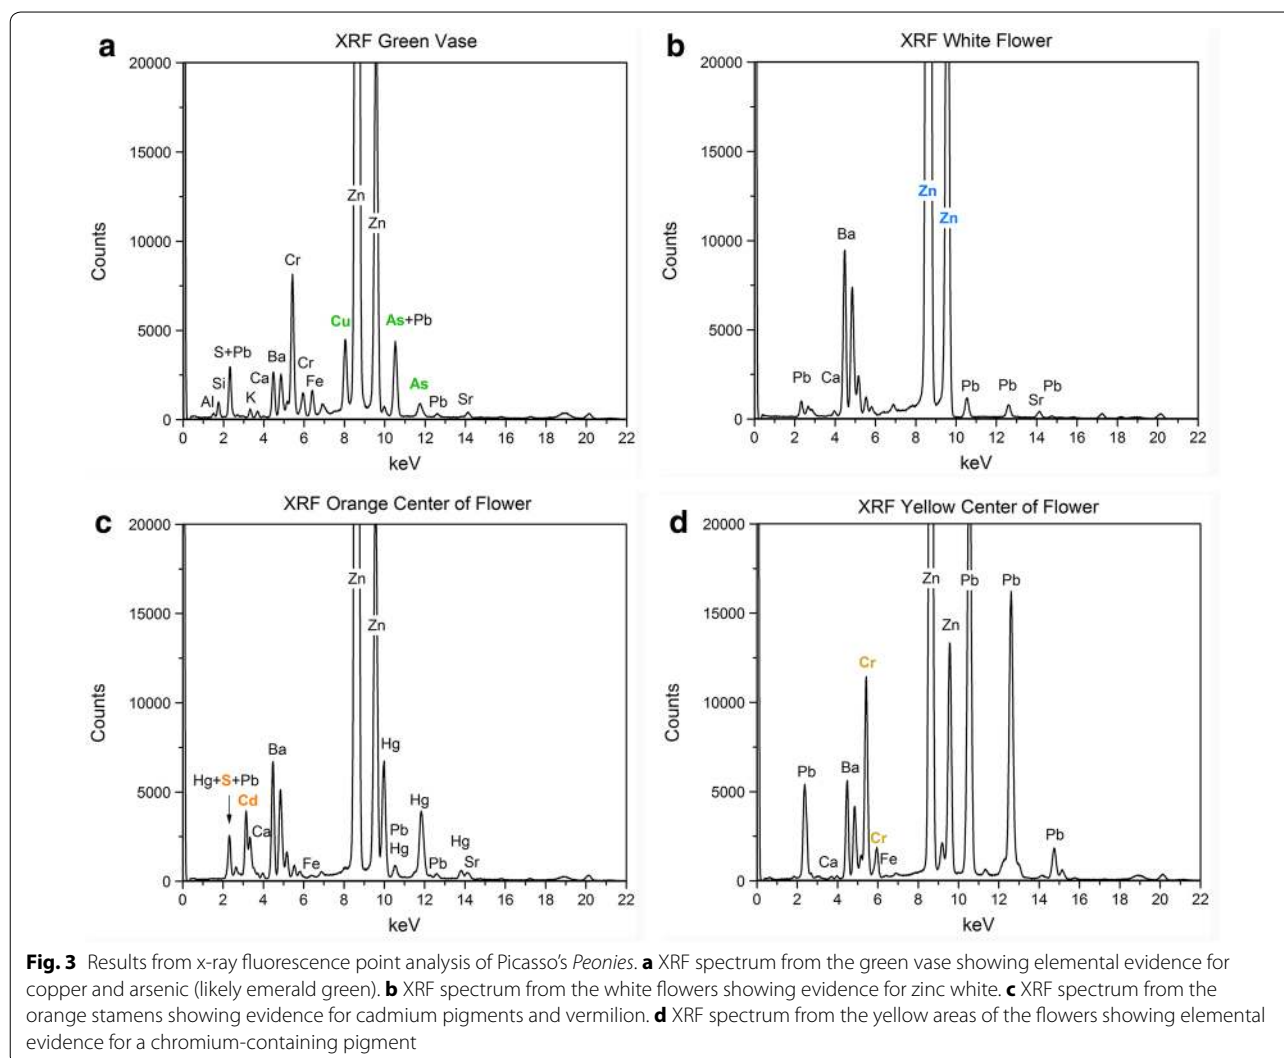 a
XRF Green Vase
20000
15000
10000
5000
0
Counts
Al
Si
S+Pb
K
Ca
Ba
Cr
Cr
Fe
Cu
Zn
Zn
As+Pb
As
Pb
Sr
0 2 4 6 8 10 12 14 16 18 20 22
keV
b
XRF White Flower
20000
15000
10000
5000
0
Counts
Pb
Ca
Ba
Zn
Zn
Pb
Pb
Sr
Pb
0 2 4 6 8 10 12 14 16 18 20 22
keV
c
XRF Orange Center of Flower
20000
15000
10000
5000
0
Counts
Hg+S+Pb
Cd
Ca
Ba
Fe
Zn
Zn
Hg
Pb
Hg
Hg
Pb
Hg
Sr
0 2 4 6 8 10 12 14 16 18 20 22
keV
d
XRF Yellow Center of Flower
20000
15000
10000
5000
0
Counts
Pb
Ca
Ba
Cr
Cr
Fe
Zn
Zn
Pb
Pb
Pb
0 2 4 6 8 10 12 14 16 18 20 22
keV
Fig. 3 Results from x-ray fluorescence point analysis of Picasso's Peonies. a XRF spectrum from the green vase showing elemental evidence for
copper and arsenic (likely emerald green). b XRF spectrum from the white flowers showing evidence for zinc white. c XRF spectrum from the
orange stamens showing evidence for cadmium pigments and vermilion. d XRF spectrum from the yellow areas of the flowers showing elemental
evidence for a chromium-containing pigment